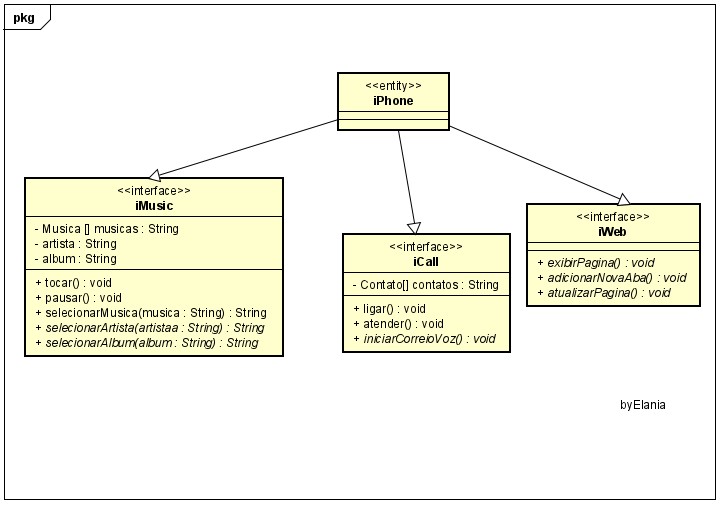 pkg
<<entity>>
iPhone
<<interface>>
iMusic
- Musica [] musicas : String
- artista : String
- album : String
+ tocar() : void
+ pausar() : void
+ selecionarMusica(musica : String) : String
+ selecionarArtista(artistaa : String) : String
+ selecionarAlbum(album : String) : String
<<interface>>
iCall
- Contato[] contatos : String
+ ligar() : void
+ atender() : void
+ iniciarCorreioVoz() : void
<<interface>>
iWeb
+ exibirPagina() : void
+ adicionarNovaAba() : void
+ atualizarPagina() : void
byElania